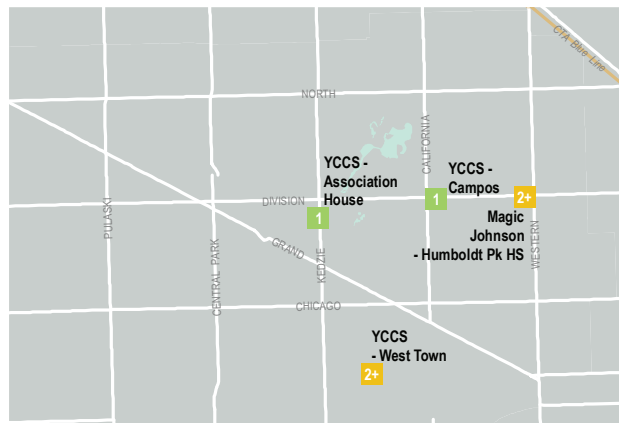 CTA Blue Line
NORTH
CALIFORNIA
YCCS -
Association
House
YCCS -
Campos
DIVISION
1
1
2+
PULASKI
Magic
Johnson
- Humboldt Pk HS
WESTERN
GRAND
KEDZIE
CENTRAL PARK
CHICAGO
YCCS
- West Town
2+